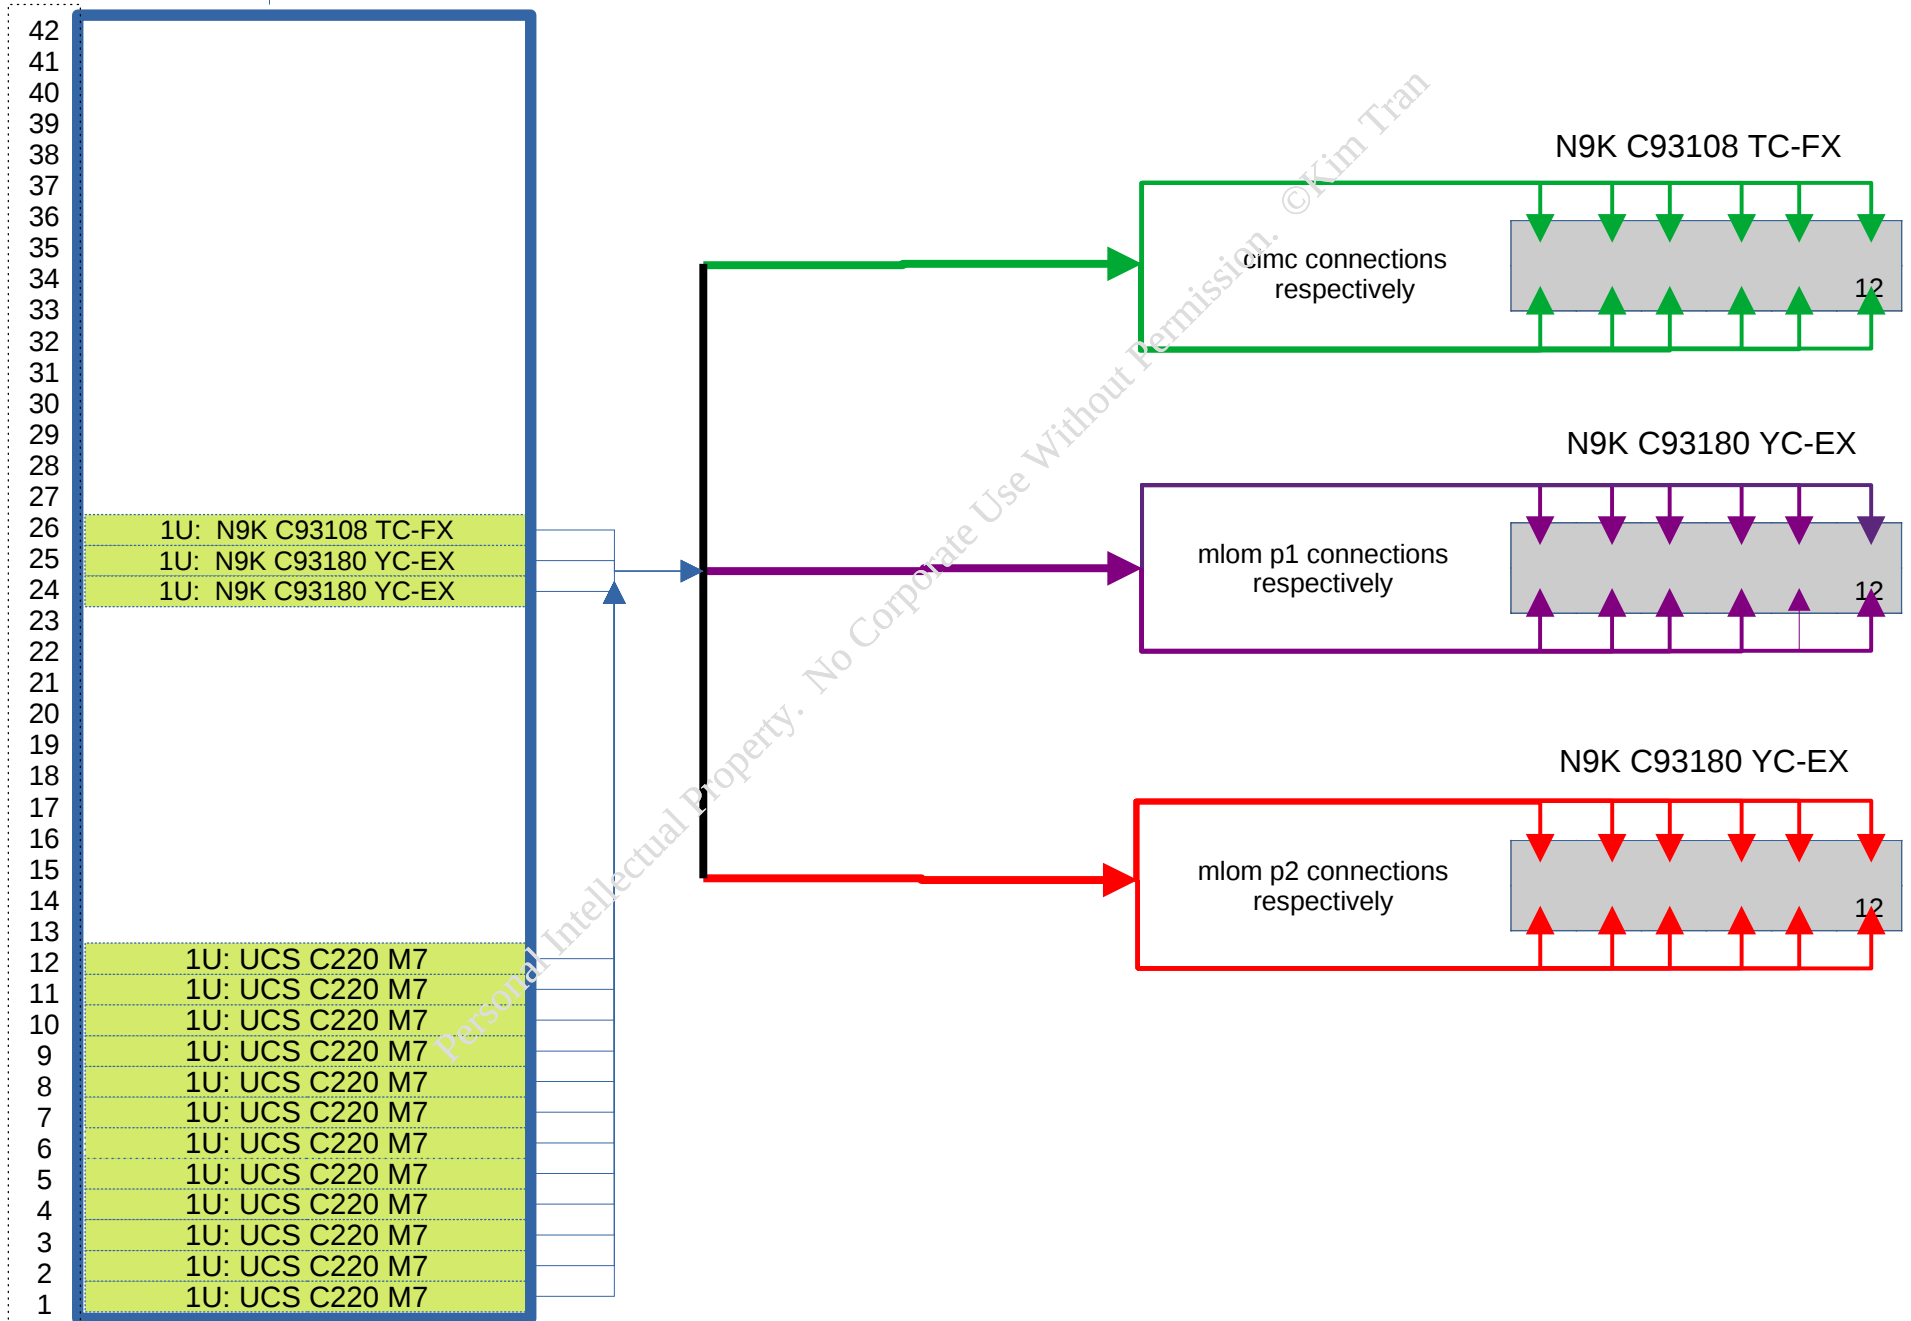 42
41
40
39
38
37
36
35
34
33
32
31
30
29
28
27
26
25
24
23
22
21
20
19
18
17
16
15
14
13
12
11
10
9
8
7
6
5
4
3
2
1
1U:  N9K C93108 TC-FX
1U:  N9K C93180 YC-EX
1U:  N9K C93180 YC-EX
1U: UCS C220 M7
1U: UCS C220 M7
1U: UCS C220 M7
1U: UCS C220 M7
1U: UCS C220 M7
1U: UCS C220 M7
1U: UCS C220 M7
1U: UCS C220 M7
1U: UCS C220 M7
1U: UCS C220 M7
1U: UCS C220 M7
1U: UCS C220 M7
N9K C93108 TC-FX
cimc connections
respectively
12
N9K C93180 YC-EX
mlom p1 connections
respectively
12
N9K C93180 YC-EX
mlom p2 connections
respectively
12
Personal Intellectual Property.  No Corporate Use Without Permission.  ©Kim Tran